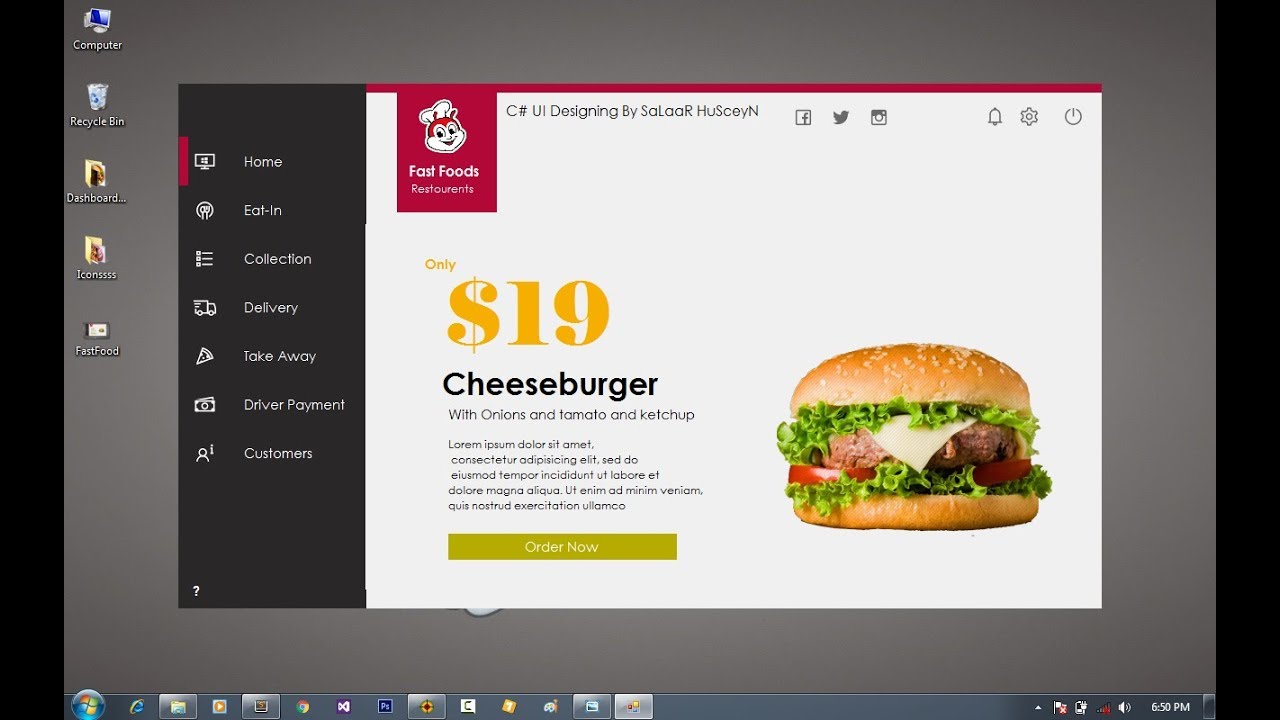 Computer
Recycle Bin
Dashboard...
Iconssss
FastFood
Home
Eat-In
Collection
Delivery
Take Away
Driver Payment
Customers
?
Fast Foods
Restourents
C# UI Designing By SaLaaR HuSceyN
Only
$19
Cheeseburger
With Onions and tamato and ketchup
Lorem ipsum dolor sit amet,
consectetur adipisicing elit, sed do
eiusmod tempor incididunt ut labore et
dolore magna aliqua. Ut enim ad minim veniam,
quis nostrud exercitation ullamco
Order Now
Ps
6:50 PM